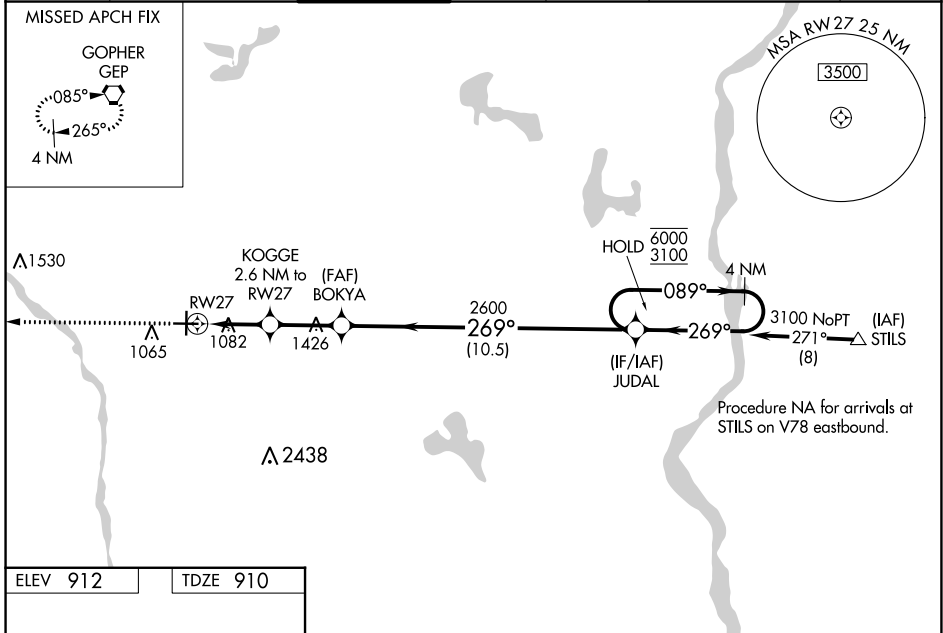 MISSED APCH FIX
GOPHER
GEP
085°
265°
4 NM
MSA RW27 25 NM
3500
1530
KOGGE
2.6 NM to
RW27
(FAF)
BOKYA
RW27
1065
1082
1426
2600
269°
(10.5)
HOLD
6000
3100
4 NM
089°
269°
(IF/IAF)
JUDAL
3100 NoPT
271°
(8)
(IAF)
STILS
Procedure NA for arrivals at
STILS on V78 eastbound.
2438
ELEV 912
TDZE 910